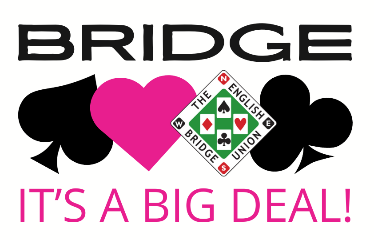 BRIDGE
N
THE ENGLISH
W E
BRIDGE UNION
S
IT'S A BIG DEAL!